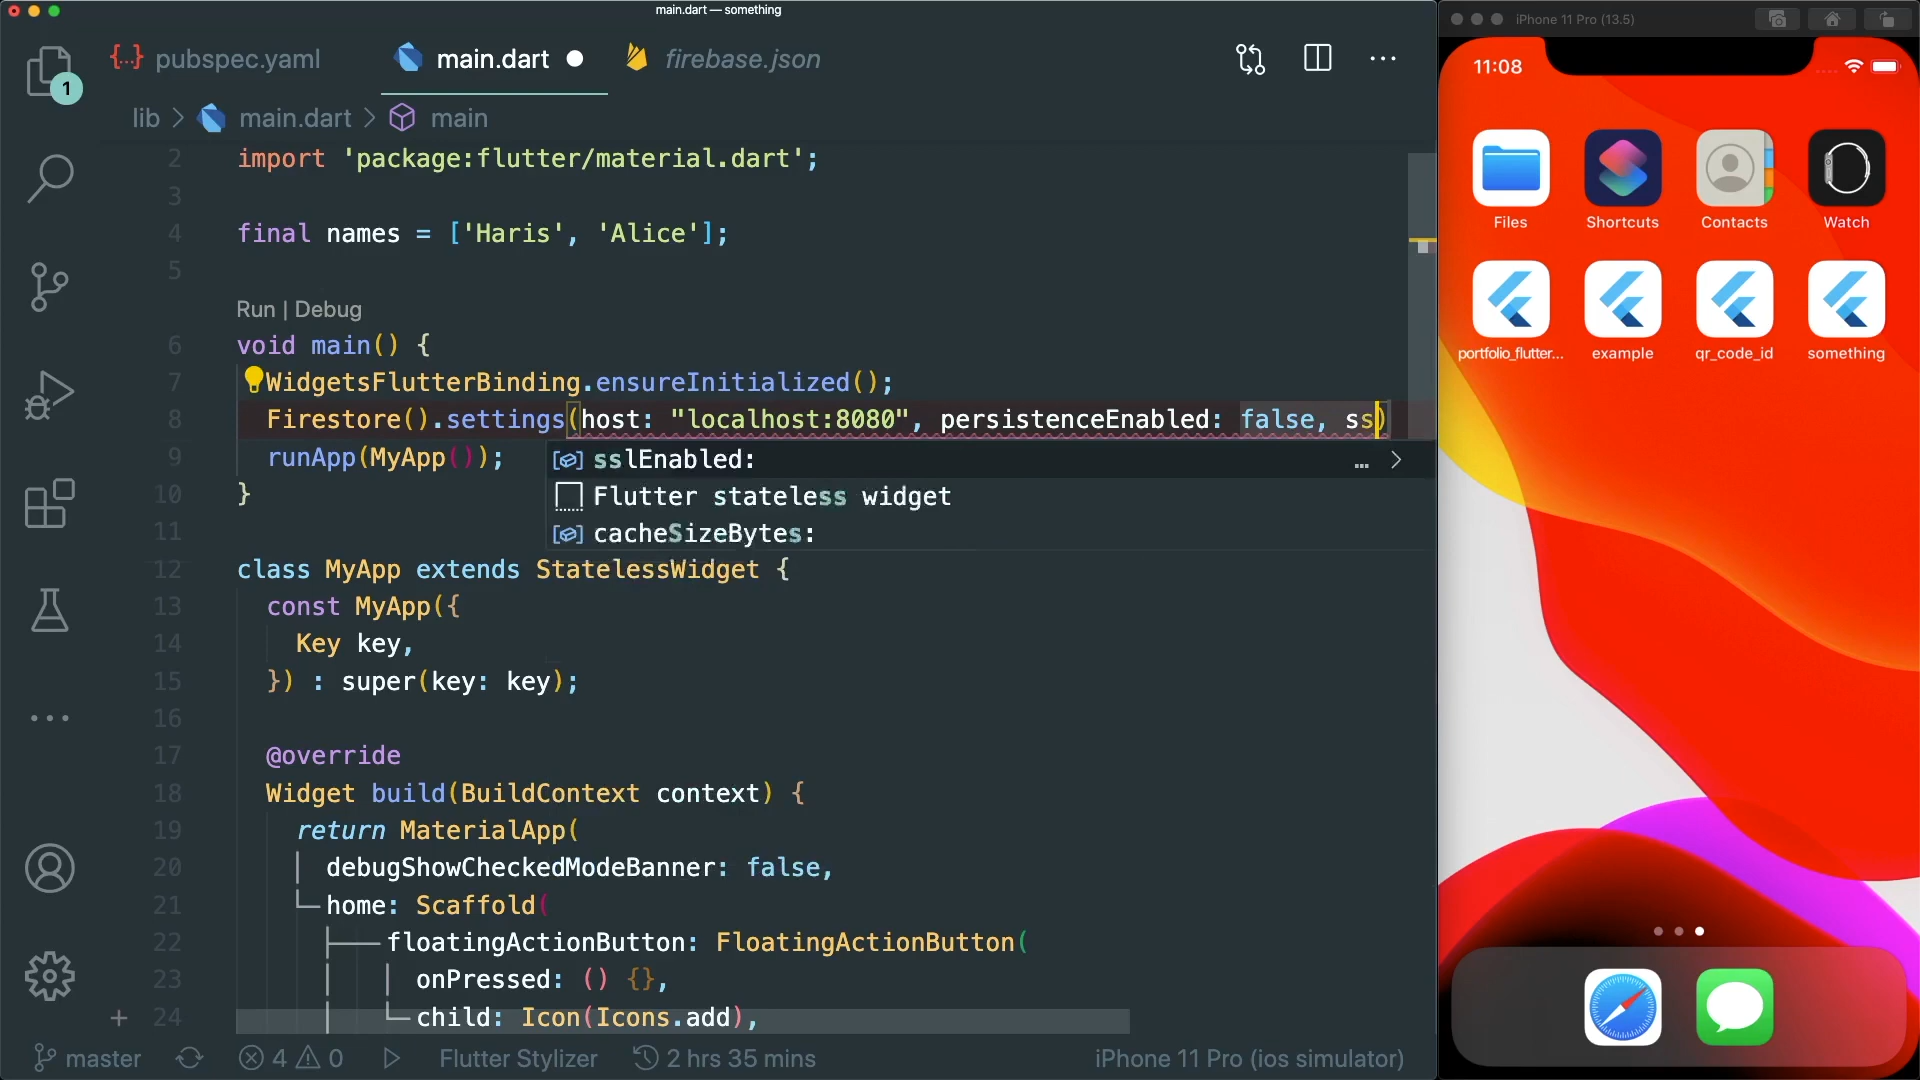 main.dart — something
pubspec.yaml
main.dart
firebase.json
1
lib > main.dart > main
2 import 'package:flutter/material.dart';
3
4 final names = ['Haris', 'Alice'];
5
Run | Debug
6 void main() {
7 WidgetsFlutterBinding.ensureInitialized();
8 Firestore().settings(host: "localhost:8080", persistenceEnabled: false, ss)
9 runApp(MyApp());
sslEnabled:
... >
Flutter stateless widget
cacheSizeBytes:
10 }
11
12 class MyApp extends StatelessWidget {
13 const MyApp({
14 Key key,
15 }) : super(key: key);
16
17 @override
18 Widget build(BuildContext context) {
19 return MaterialApp(
20 debugShowCheckedModeBanner: false,
21 home: Scaffold(
22 floatingActionButton: FloatingActionButton(
23 onPressed: () {},
24 child: Icon(Icons.add),
master
4
0
Flutter Stylizer
2 hrs 35 mins
iPhone 11 Pro (ios simulator)
iPhone 11 Pro (13.5)
11:08
Files
Shortcuts
Contacts
Watch
portfolio_flutter...
example
qr_code_id
something